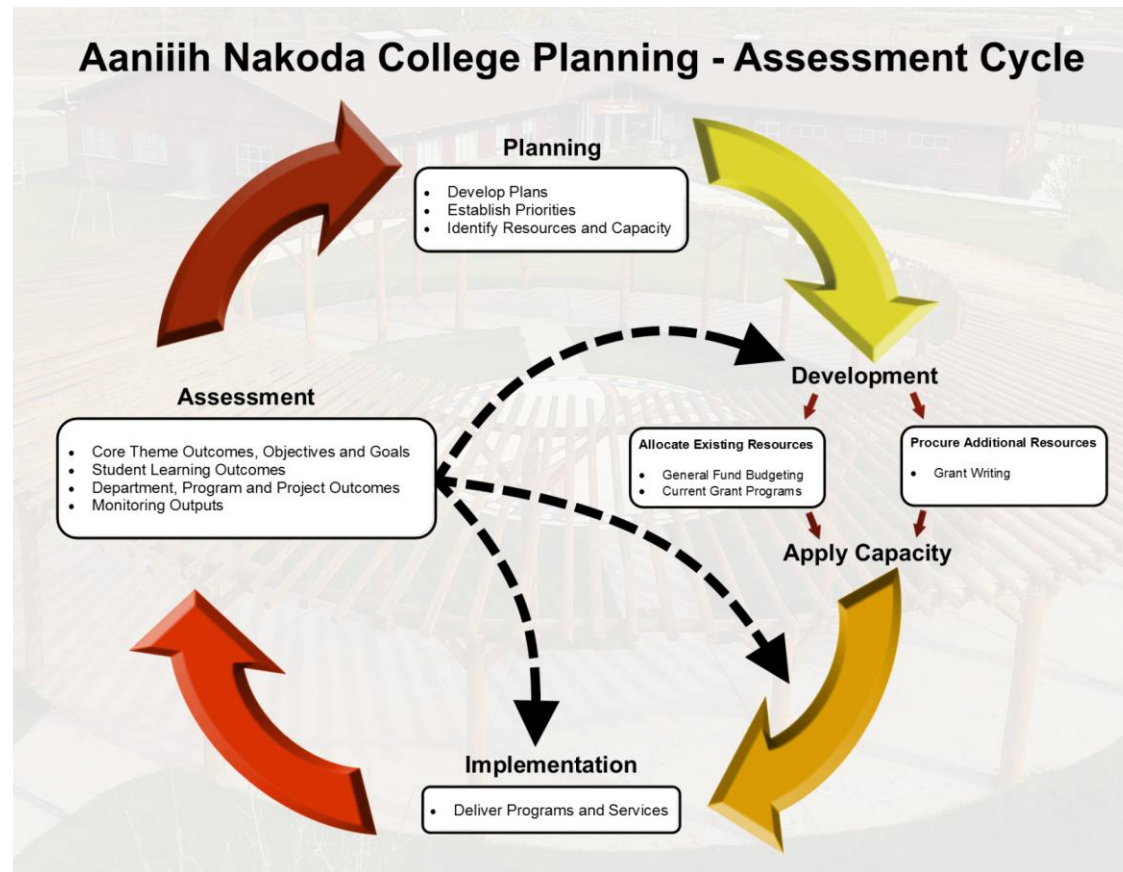 Aaniiih Nakoda College Planning - Assessment Cycle
Planning
• Develop Plans
• Establish Priorities
• Identify Resources and Capacity
Development
Allocate Existing Resources
• General Fund Budgeting
• Current Grant Programs
Procure Additional Resources
• Grant Writing
Apply Capacity
Assessment
• Core Theme Outcomes, Objectives and Goals
• Student Learning Outcomes
• Department, Program and Project Outcomes
• Monitoring Outputs
Implementation
• Deliver Programs and Services